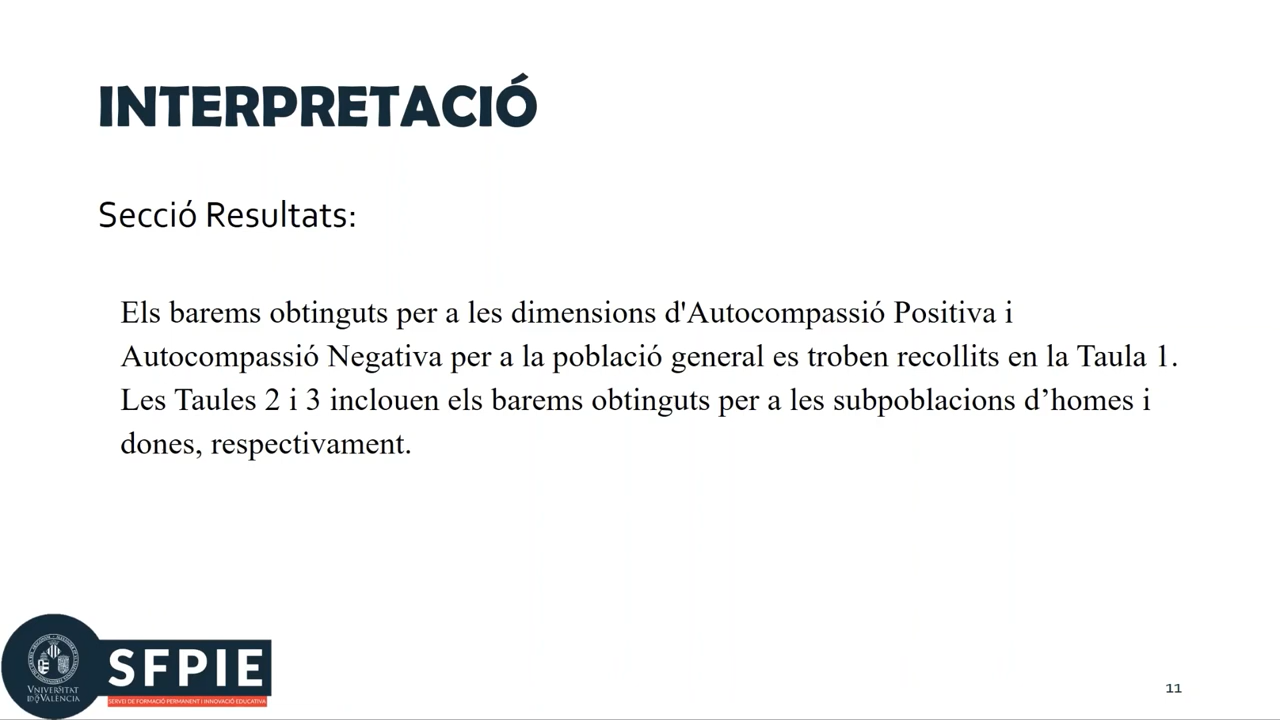 INTERPRETACIÓ
Secció Resultats:
Els barems obtinguts per a les dimensions d'Autocompassió Positiva i
Autocompassió Negativa per a la població general es troben recollits en la Taula 1.
Les Taules 2 i 3 inclouen els barems obtinguts per a les subpoblacions d’homes i
dones, respectivament.
VNIVERSITAT
ID VALÈNCIA
SFPIE
SERVEI DE FORMACIÓ PERMANENT I INNOVACIÓ EDUCATIVA
11